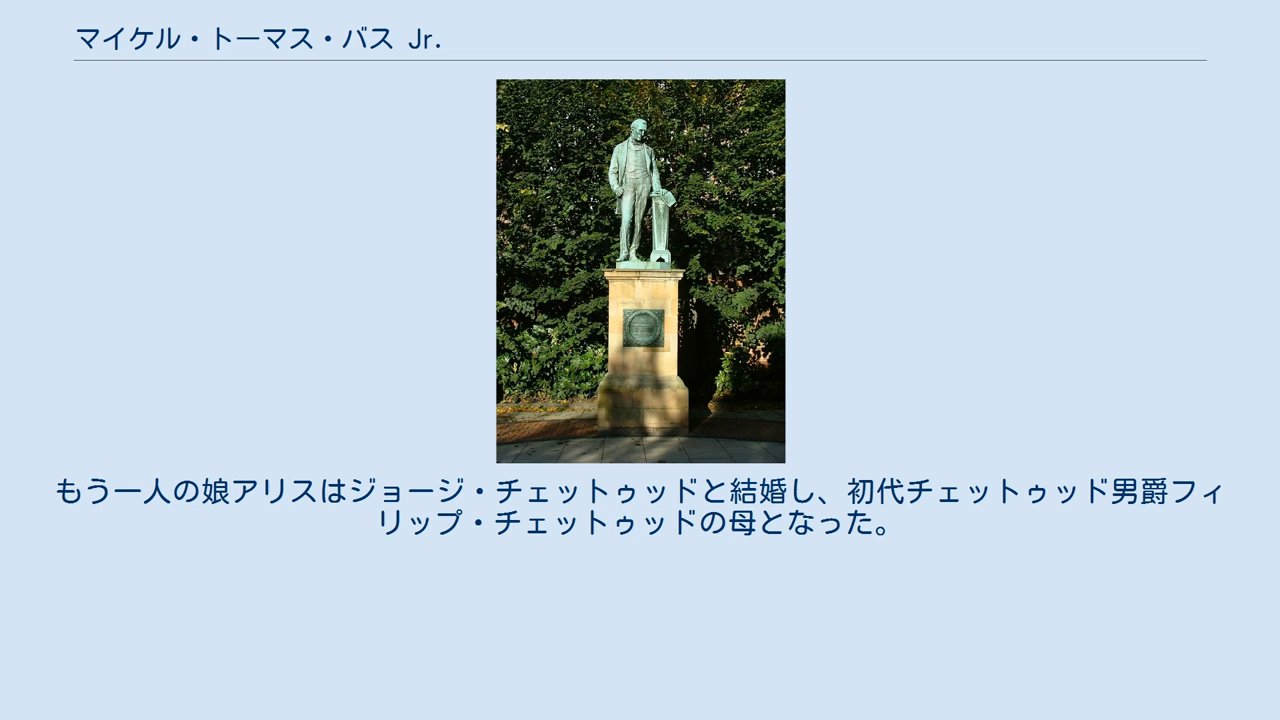 マイケル・トーマス・バス Jr.
もう一人の娘アリスはジョージ・チェットゥッドと結婚し、初代チェットゥッド男爵フィ
リップ・チェットゥッドの母となった。